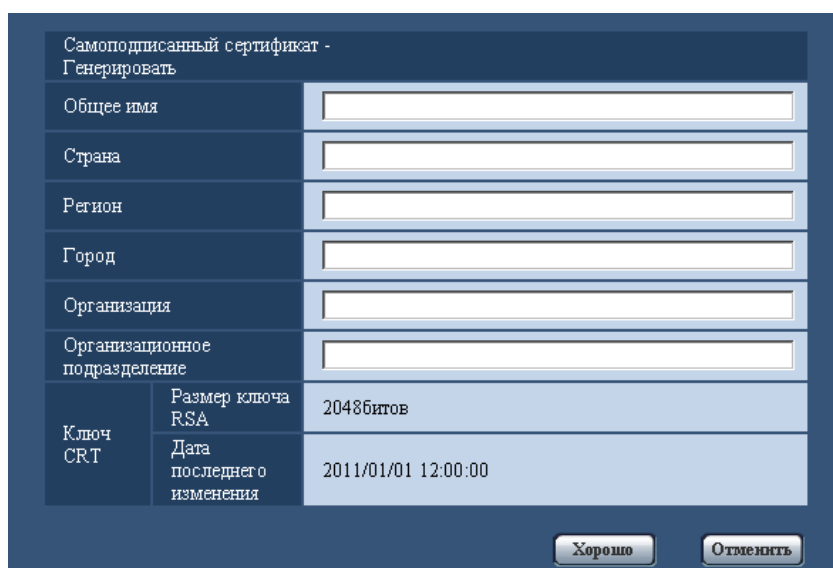 Самоподписанный сертификат -
Генерировать
Общее имя
Страна
Регион
Город
Организация
Организационное
подразделение
Ключ
CRT
Размер ключа
RSA
2048битов
Дата
последнего
изменения
2011/01/01 12:00:00
Хорошо
Отменить